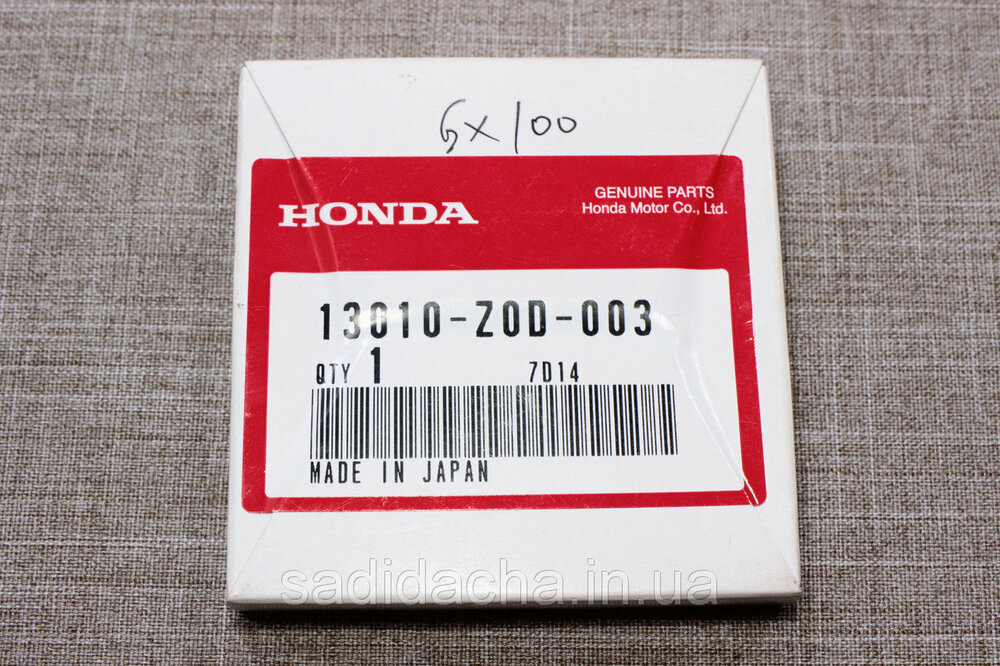 GX100
GENUINE PARTS
HONDA
Honda Motor Co., Ltd.
13010-Z0D-003
QTY 1 7D14
MADE IN JAPAN
sadidacha.in.ua